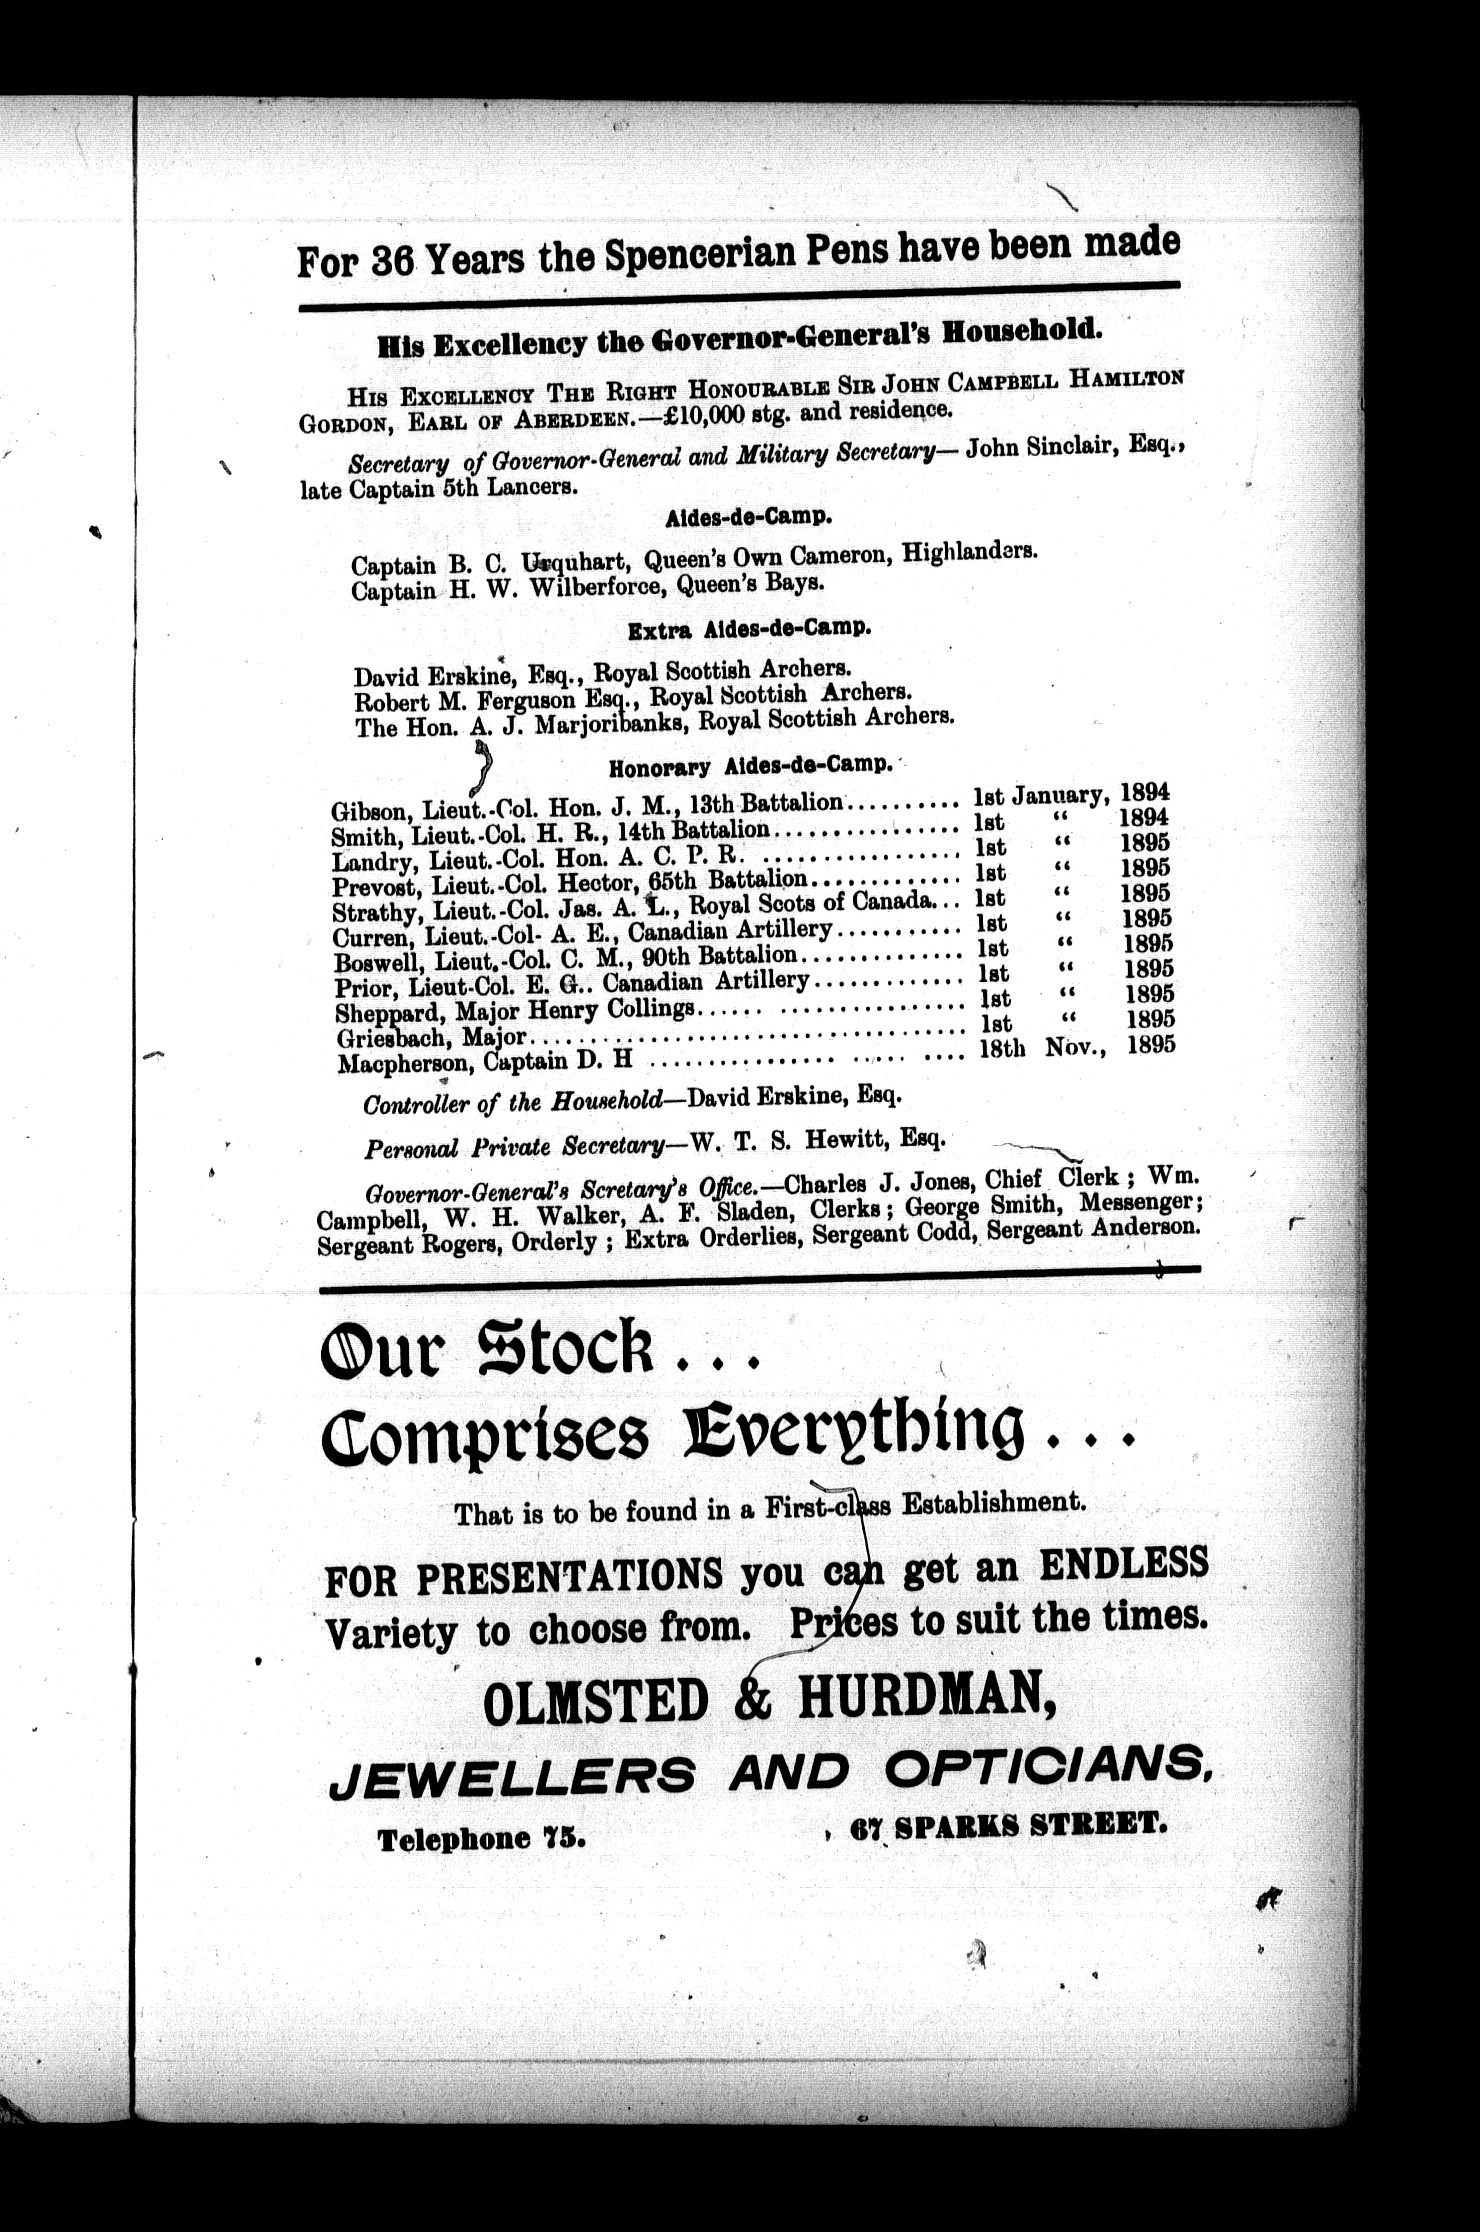 For 36 Years the Spencerian Pens have been made
His Excellency the Governor-General's Household.
HIS EXCELLENCY THE RIGHT HONOURABLE SIR JOHN CAMPBELL HAMILTON
GORDON, EARL OF ABERDEEN.—£10,000 stg. and residence.
Secretary of Governor-General and Military Secretary— John Sinclair, Esq.,
late Captain 5th Lancers.
Aides-de-Camp.
Captain B. C. Urquhart, Queen's Own Cameron, Highlanders.
Captain H. W. Wilberforce, Queen's Bays.
Extra Aides-de-Camp.
David Erskine, Esq., Royal Scottish Archers.
Robert M. Ferguson Esq., Royal Scottish Archers.
The Hon. A. J. Marjoribanks, Royal Scottish Archers.
Honorary Aides-de-Camp.
Gibson, Lieut.-Col. Hon. J. M., 13th Battalion.......... 1st January, 1894
Smith, Lieut.-Col. H. R., 14th Battalion................ 1st “ 1894
Landry, Lieut.-Col. Hon. A. C. P. R. .................. 1st “ 1895
Prevost, Lieut.-Col. Hector, 65th Battalion............. 1st “ 1895
Strathy, Lieut.-Col. Jas. A. L., Royal Scots of Canada... 1st “ 1895
Curren, Lieut.-Col- A. E., Canadian Artillery........... 1st “ 1895
Boswell, Lieut.-Col. C. M., 90th Battalion.............. 1st “ 1895
Prior, Lieut-Col. E. G.. Canadian Artillery............. 1st “ 1895
Sheppard, Major Henry Collings...... ................ 1st “ 1895
Griesbach, Major...................................... 1st “ 1895
Macpherson, Captain D. H ................ ..... .... 18th Nov., 1895
Controller of the Household—David Erskine, Esq.
Personal Private Secretary—W. T. S. Hewitt, Esq.
Governor-General's Scretary's Office.—Charles J. Jones, Chief Clerk ; Wm.
Campbell, W. H. Walker, A. F. Sladen, Clerks; George Smith, Messenger;
Sergeant Rogers, Orderly ; Extra Orderlies, Sergeant Codd, Sergeant Anderson.
Our Stock . . .
Comprises Everything . . .
That is to be found in a First-class Establishment.
FOR PRESENTATIONS you can get an ENDLESS
Variety to choose from. Prices to suit the times.
OLMSTED & HURDMAN,
JEWELLERS AND OPTICIANS,
Telephone 75. 67 SPARKS STREET.